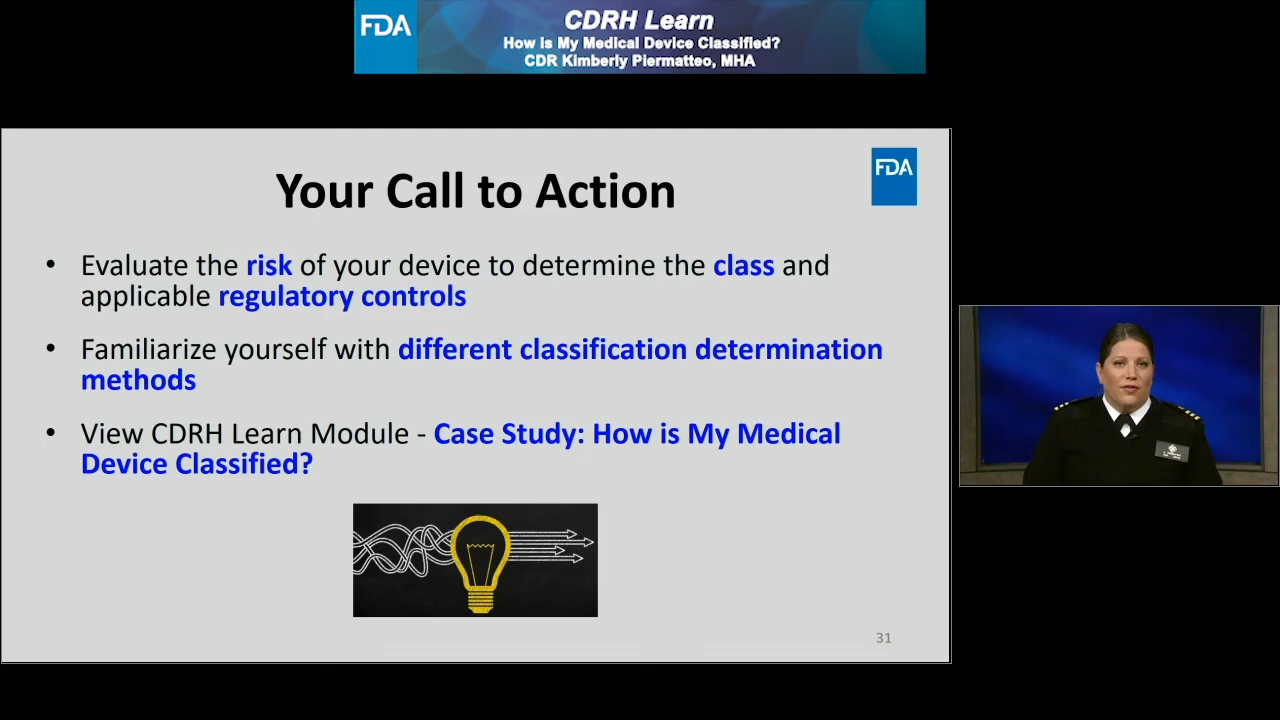 FDA
CDRH Learn
How is My Medical Device Classified?
CDR Kimberly Piermatteo, MHA
FDA
Your Call to Action
• Evaluate the risk of your device to determine the class and
applicable regulatory controls
• Familiarize yourself with different classification determination
methods
• View CDRH Learn Module - Case Study: How is My Medical
Device Classified?
31